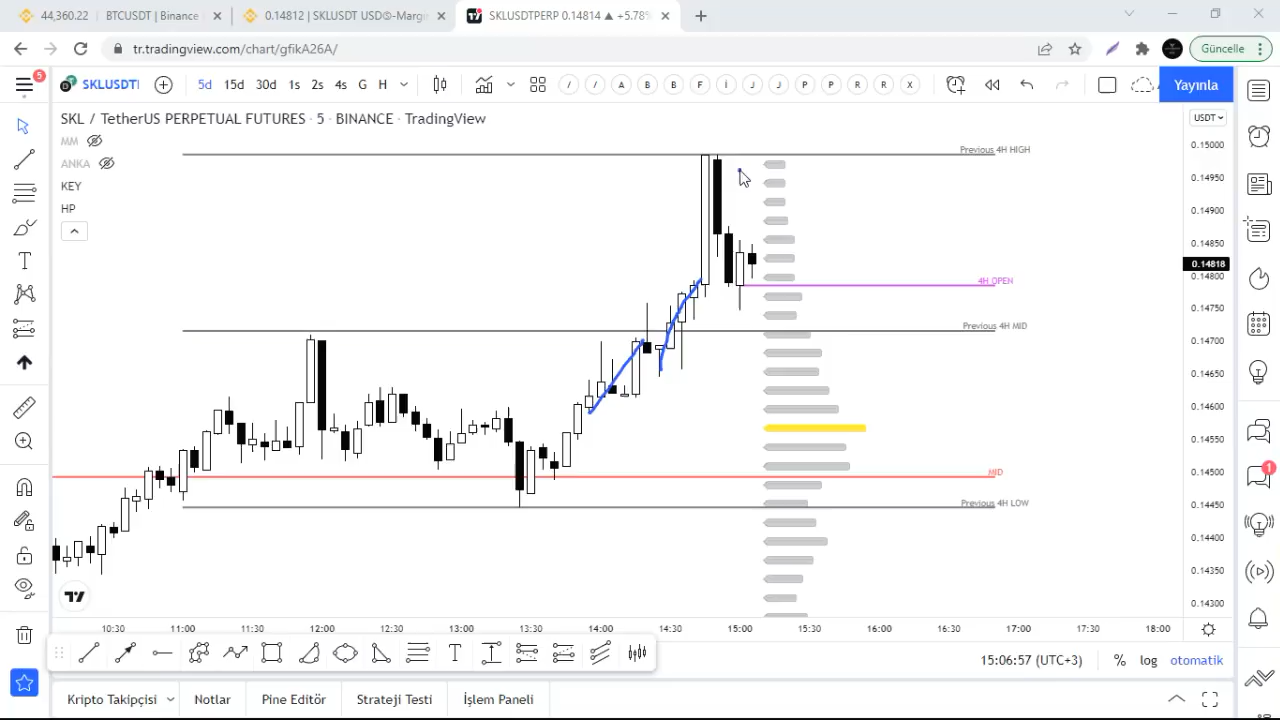 44,360.22 BTCUSDT | Binance
0.14812 | SKLUSDT USDⓈ-Margi
SKLUSDTPERP 0.14814 ▲ +5.78%
tr.tradingview.com/chart/gfikA26A/
Güncelle
5
SKLUSDT
5d 15d 30d 1s 2s 4s G H
/ / A B B F İ J J P P R R X
Yayınla
SKL / TetherUS PERPETUAL FUTURES · 5 · BINANCE · TradingView
USDT
MM
ANKA
KEY
HP
Previous 4H HIGH
4H OPEN
Previous 4H MID
MID
Previous 4H LOW
0.15000
0.14950
0.14900
0.14850
0.14818
0.14800
0.14750
0.14700
0.14650
0.14600
0.14550
0.14500
0.14450
0.14400
0.14350
0.14300
1
10:30 11:00 11:30 12:00 12:30 13:00 13:30 14:00 14:30 15:00 15:30 16:00 16:30 17:00 17:30 18:00
T
15:06:57 (UTC+3) % log otomatik
Kripto Takipçisi Notlar Pine Editör Strateji Testi İşlem Paneli